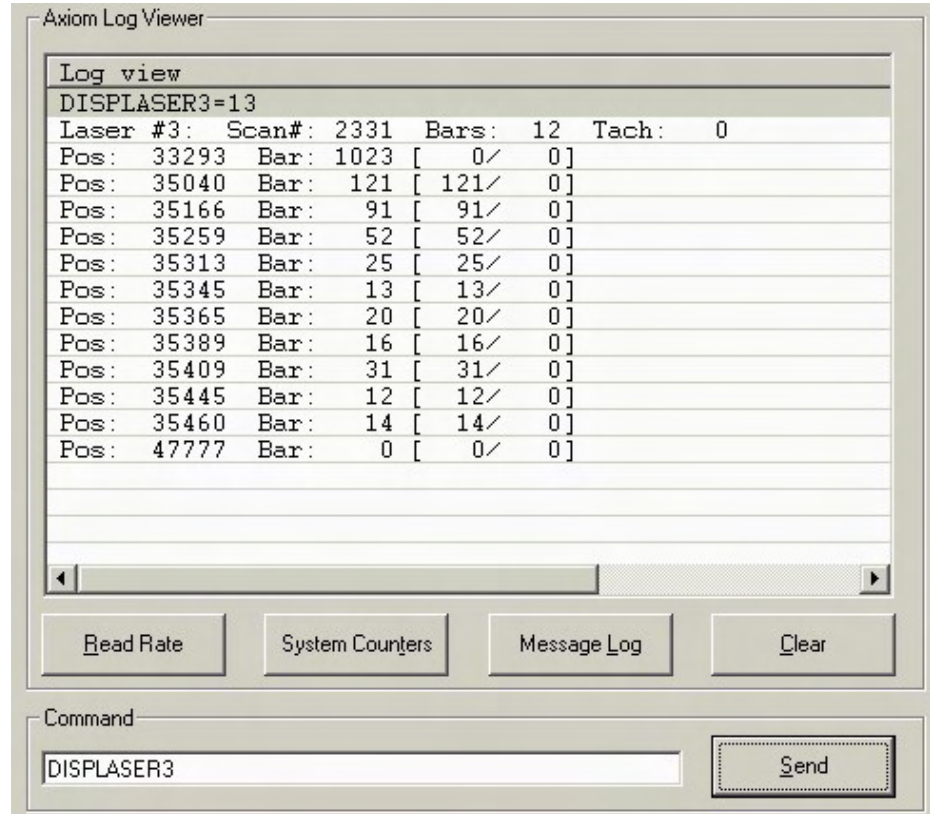 Axiom Log Viewer
Log view
DISPLASER3=13
Laser #3: Scan#: 2331 Bars: 12 Tach: 0
Pos: 33293 Bar: 1023 [ 0/ 0]
Pos: 35040 Bar: 121 [ 121/ 0]
Pos: 35166 Bar: 91 [ 91/ 0]
Pos: 35259 Bar: 52 [ 52/ 0]
Pos: 35313 Bar: 25 [ 25/ 0]
Pos: 35345 Bar: 13 [ 13/ 0]
Pos: 35365 Bar: 20 [ 20/ 0]
Pos: 35389 Bar: 16 [ 16/ 0]
Pos: 35409 Bar: 31 [ 31/ 0]
Pos: 35445 Bar: 12 [ 12/ 0]
Pos: 35460 Bar: 14 [ 14/ 0]
Pos: 47777 Bar: 0 [ 0/ 0]
Read Rate System Counters Message Log Clear
Command
DISPLASER3 Send